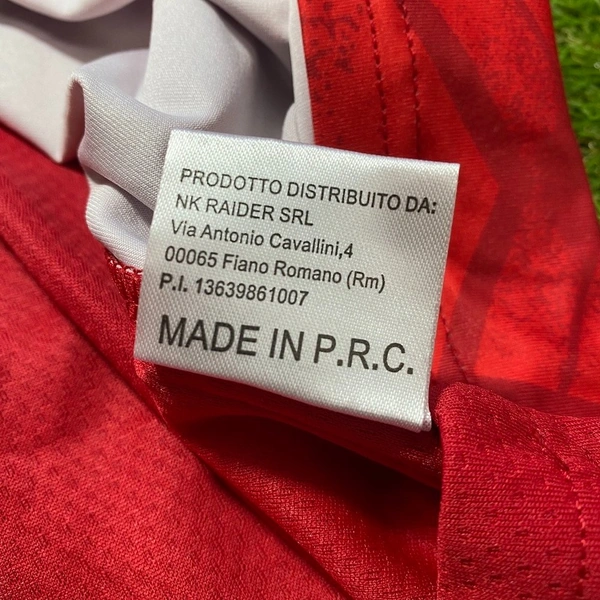 PRODOTTO DISTRIBUITO DA:
NK RAIDER SRL
Via Antonio Cavallini,4
00065 Fiano Romano (Rm)
P.I. 13639861007
MADE IN P.R.C.